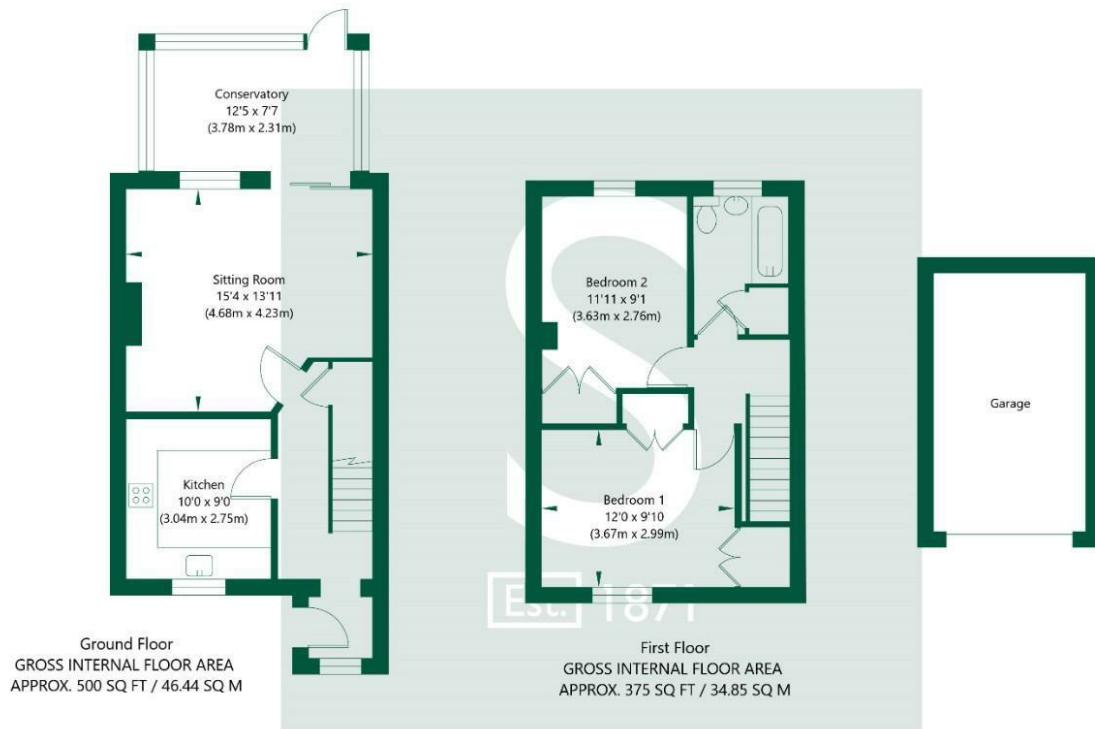 Conservatory
12'5 x 7'7
(3.78m x 2.31m)
Sitting Room
15'4 x 13'11
(4.68m x 4.23m)
Kitchen
10'0 x 9'0
(3.04m x 2.75m)
Ground Floor
GROSS INTERNAL FLOOR AREA
APPROX. 500 SQ FT / 46.44 SQ M
Bedroom 2
11'11 x 9'1
(3.63m x 2.76m)
Bedroom 1
12'0 x 9'10
(3.67m x 2.99m)
First Floor
GROSS INTERNAL FLOOR AREA
APPROX. 375 SQ FT / 34.85 SQ M
Garage
S
Est. 1871